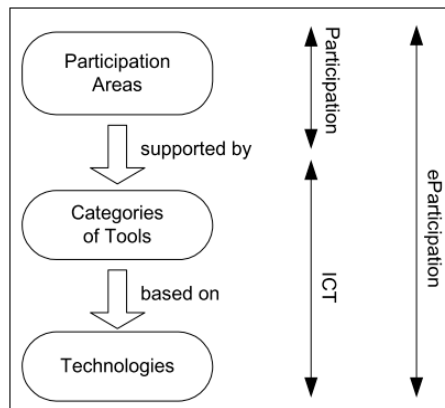 Participation
Areas
supported by
Categories
of Tools
based on
Technologies
Participation
ICT
eParticipation